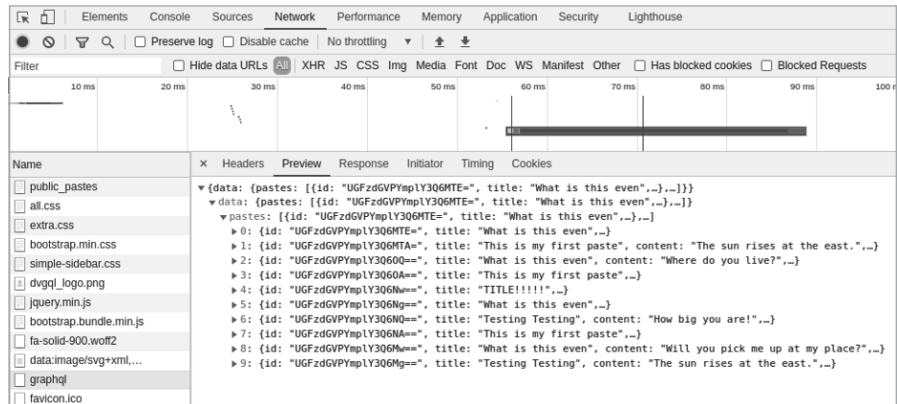 Elements Console Sources Network Performance Memory Application Security Lighthouse
Preserve log Disable cache No throttling
Filter Hide data URLs All XHR JS CSS Img Media Font Doc WS Manifest Other Has blocked cookies Blocked Requests
10 ms 20 ms 30 ms 40 ms 50 ms 60 ms 70 ms 80 ms 90 ms 100 r
Name × Headers Preview Response Initiator Timing Cookies
public_pastes
all.css
extra.css
bootstrap.min.css
simple-sidebar.css
dvgql_logo.png
jquery.min.js
bootstrap.bundle.min.js
fa-solid-900.woff2
data:image/svg+xml,…
graphql
favicon.ico
▼{data: {pastes: [{id: "UGFzdGVPYmplY3Q6MTE=", title: "What is this even",…},…]}}
▼data: {pastes: [{id: "UGFzdGVPYmplY3Q6MTE=", title: "What is this even",…},…]}
▼pastes: [{id: "UGFzdGVPYmplY3Q6MTE=", title: "What is this even",…},…]
▶0: {id: "UGFzdGVPYmplY3Q6MTE=", title: "What is this even",…}
▶1: {id: "UGFzdGVPYmplY3Q6MTA=", title: "This is my first paste", content: "The sun rises at the east.",…}
▶2: {id: "UGFzdGVPYmplY3Q6OQ==", title: "What is this even", content: "Where do you live?",…}
▶3: {id: "UGFzdGVPYmplY3Q6OA==", title: "This is my first paste",…}
▶4: {id: "UGFzdGVPYmplY3Q6Nw==", title: "TITLE!!!!!",…}
▶5: {id: "UGFzdGVPYmplY3Q6Ng==", title: "What is this even",…}
▶6: {id: "UGFzdGVPYmplY3Q6NQ==", title: "Testing Testing", content: "How big you are!",…}
▶7: {id: "UGFzdGVPYmplY3Q6NA==", title: "This is my first paste",…}
▶8: {id: "UGFzdGVPYmplY3Q6Mw==", title: "What is this even", content: "Will you pick me up at my place?",…}
▶9: {id: "UGFzdGVPYmplY3Q6Mg==", title: "Testing Testing", content: "The sun rises at the east.",…}